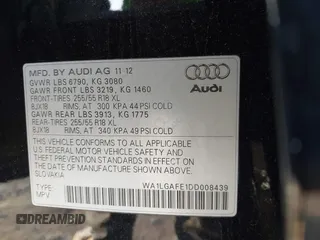 MFD. BY AUDI AG 11-12
GVWR LBS 6790, KG 3080
GAWR FRONT LBS 3219, KG 1460
FRONT-TIRES 255/55 R18 XL
8JX18 RIMS, AT 300 KPA 44 PSI COLD
GAWR REAR LBS 3913, KG 1775
REAR-TIRES 255/55 R18 XL
8JX18 RIMS, AT 340 KPA 49 PSI COLD
Audi
THIS VEHICLE CONFORMS TO ALL APPLICABLE
U.S. FEDERAL MOTOR VEHICLE SAFETY AND
THEFT PREVENTION STANDARDS IN EFFECT ON THE
DATE OF MANUFACTURE SHOWN ABOVE.
SLOVAKIA
WA1LGAFE1DD008439
TYPE: MPV
DREAMBID